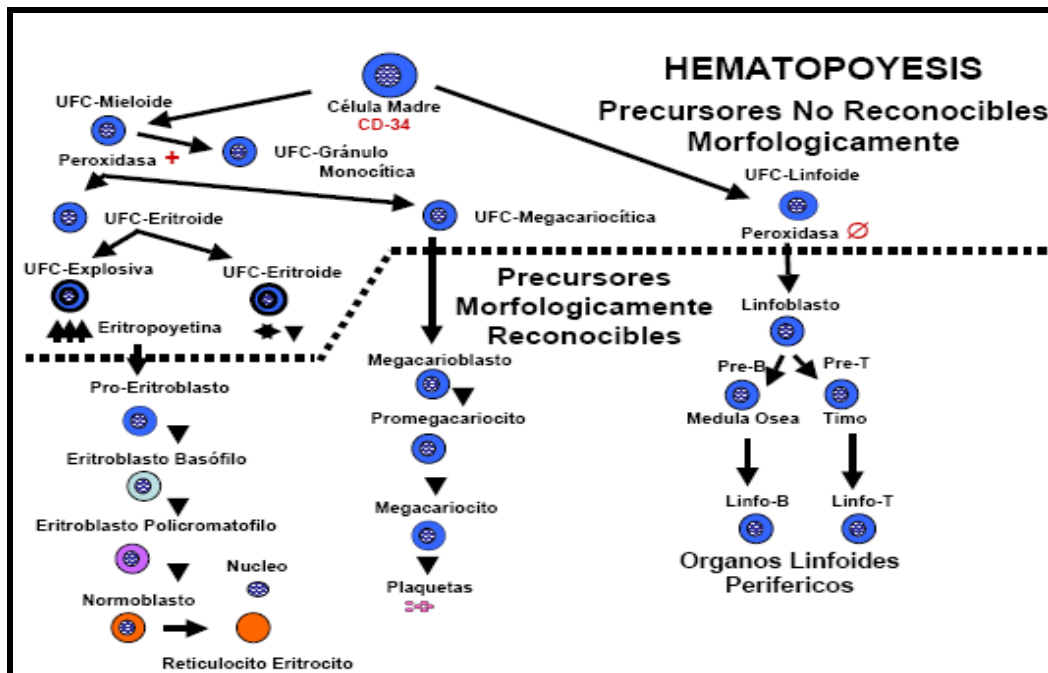 HEMATOPOYESIS
Precursores No Reconocibles
Morfologicamente
Célula Madre
CD-34
UFC-Mieloide
Peroxidasa +
UFC-Gránulo
Monocítica
UFC-Linfoide
Peroxidasa ∅
UFC-Eritroide
UFC-Megacariocítica
UFC-Explosiva
UFC-Eritroide
Eritropoyetina
Precursores
Morfologicamente
Reconocibles
Pro-Eritroblasto
Eritroblasto Basófilo
Eritroblasto Policromatofilo
Normoblasto
Nucleo
Reticulocito Eritrocito
Megacarioblasto
Promegacariocito
Megacariocito
Plaquetas
Linfoblasto
Pre-B
Pre-T
Medula Osea
Timo
Linfo-B
Linfo-T
Organos Linfoides
Perifericos